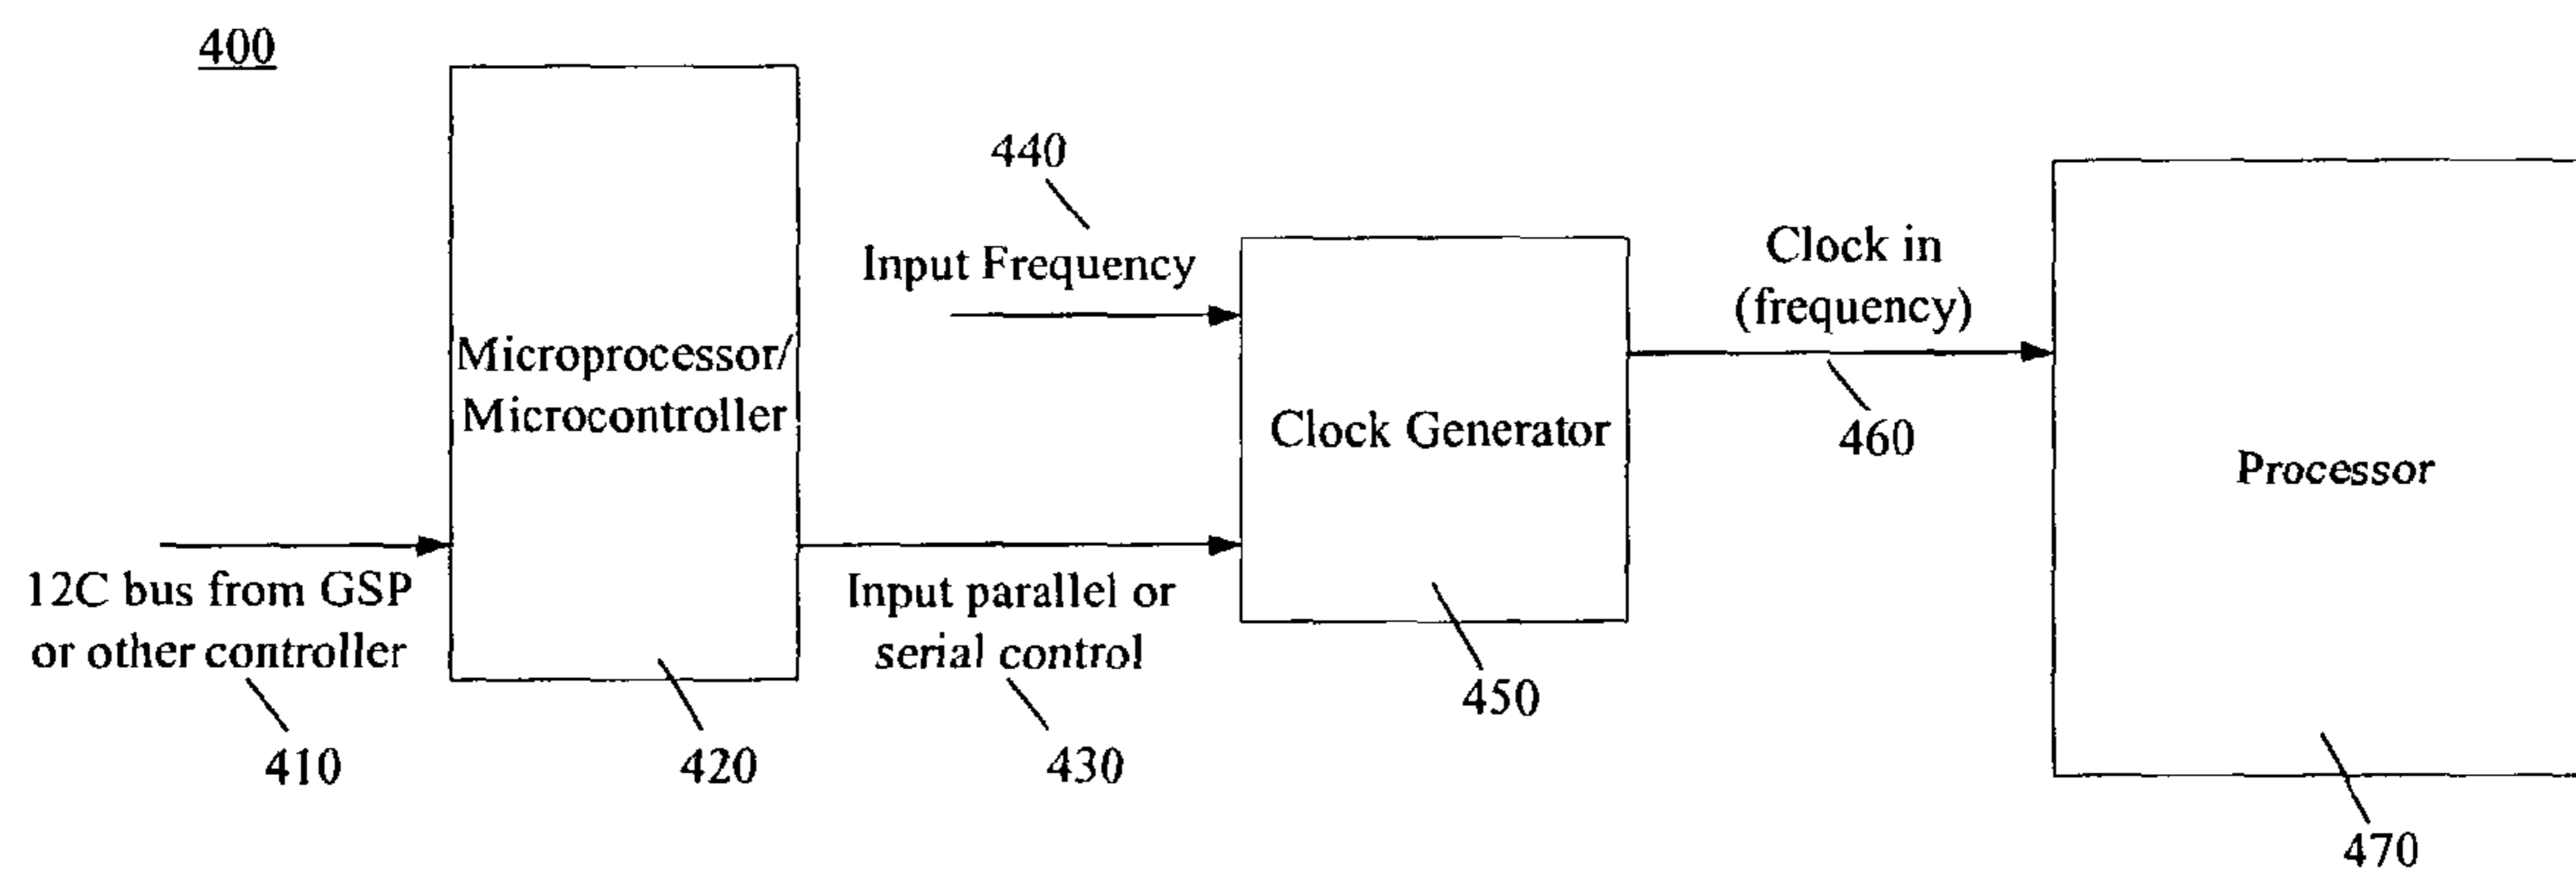 400
Microprocessor/
Microcontroller
12C bus from GSP
or other controller
410
420
440
Input Frequency
Input parallel or
serial control
430
Clock Generator
450
Clock in
(frequency)
460
Processor
470